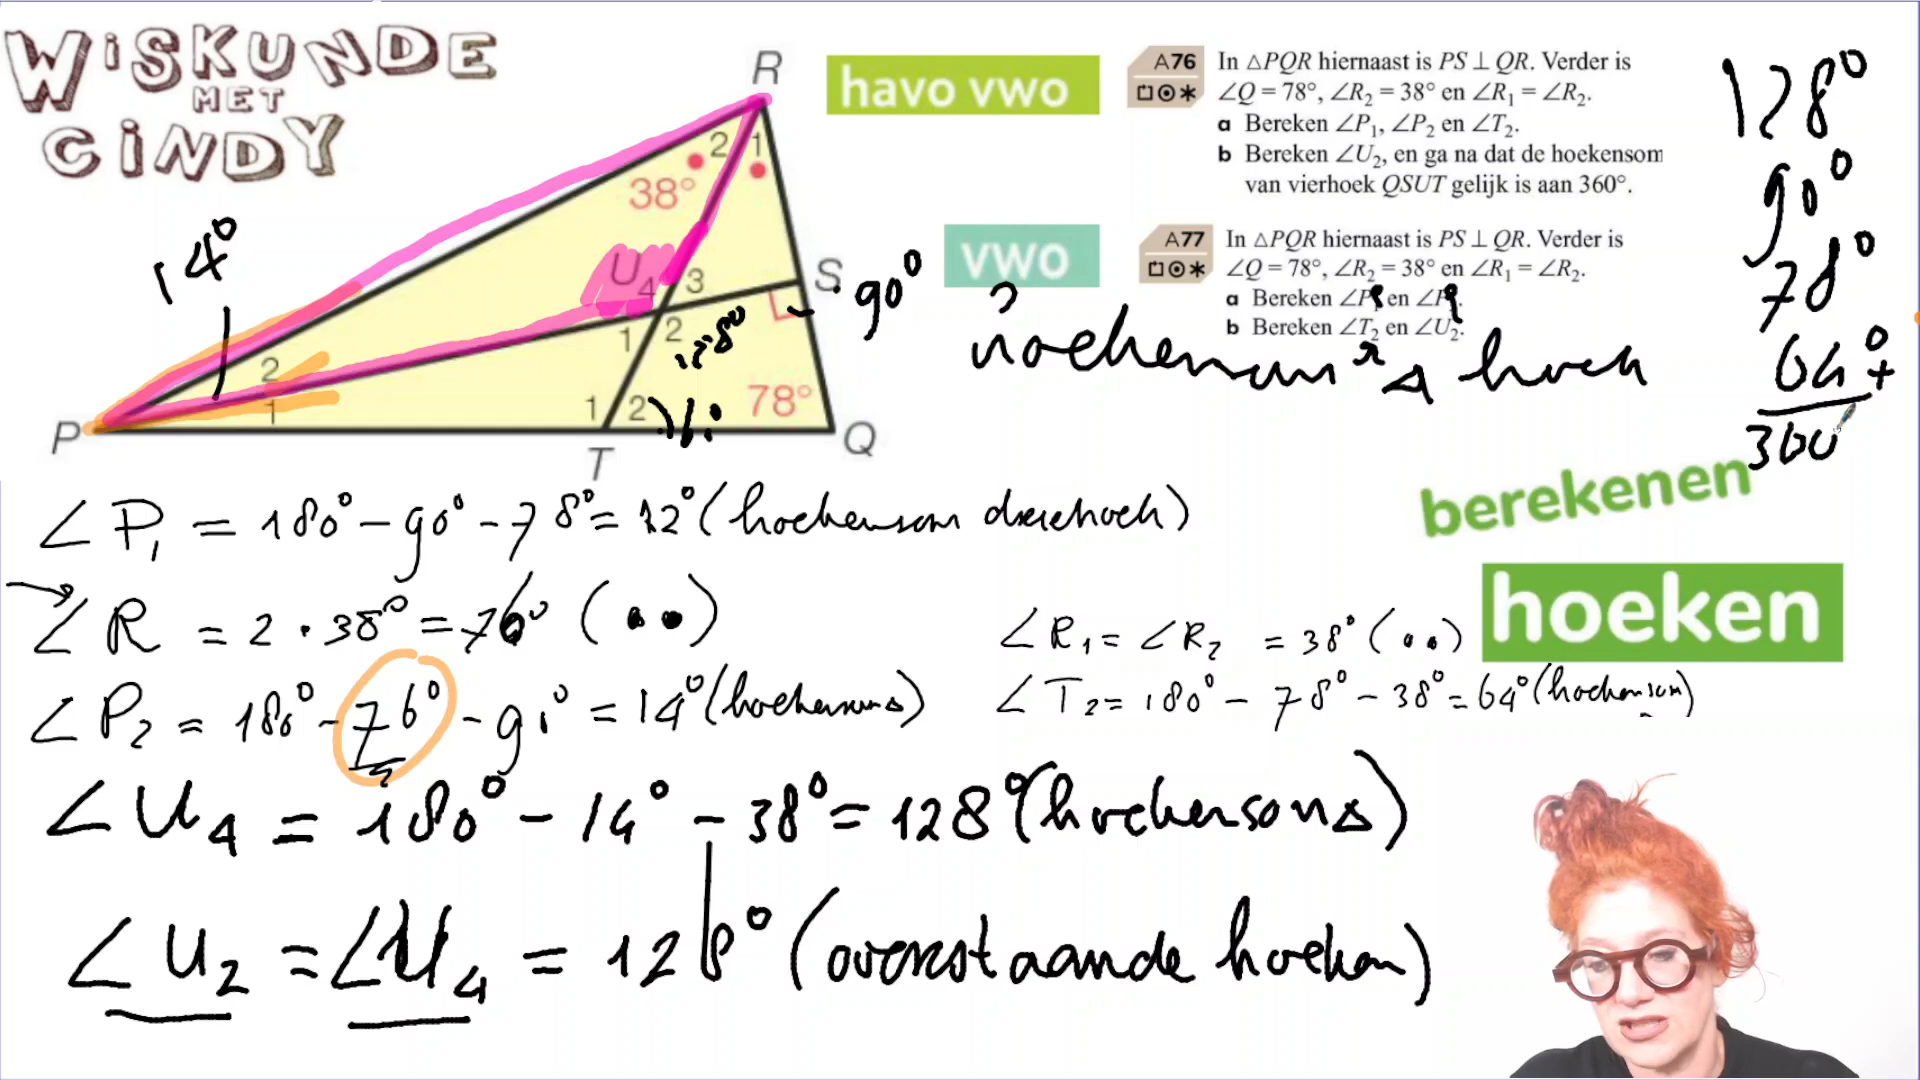 WiSKUNDE
MET
CiNDY
havo vwo
A76
In △PQR hiernaast is PS ⊥ QR. Verder is
∠Q = 78°, ∠R₂ = 38° en ∠R₁ = ∠R₂.
a Bereken ∠P₁, ∠P₂ en ∠T₂.
b Bereken ∠U₂, en ga na dat de hoekensom
van vierhoek QSUT gelijk is aan 360°.
vwo
A77
In △PQR hiernaast is PS ⊥ QR. Verder is
∠Q = 78°, ∠R₂ = 38° en ∠R₁ = ∠R₂.
a Bereken ∠P en ∠P
b Bereken ∠T₂ en ∠U₂.
128°
90°
78°
64° +
360
R
2 1
38°
14°
U
4 3
S
90°
1 2
128°
2
1
1 2
78°
P
T
Q
hoekensom 4 hoek
berekenen
hoeken
∠P₁ = 180° - 90° - 78° = 12° (hoekensom driehoek)
∠R = 2 · 38° = 76° (••)
∠P₂ = 180° - 76° - 90° = 14° (hoekensom △)
∠R₁ = ∠R₂ = 38° (••)
∠T₂ = 180° - 78° - 38° = 64° (hoekensom)
∠U₄ = 180° - 14° - 38° = 128° (hoekensom △)
∠U₂ = ∠U₄ = 128° (overstaande hoeken)